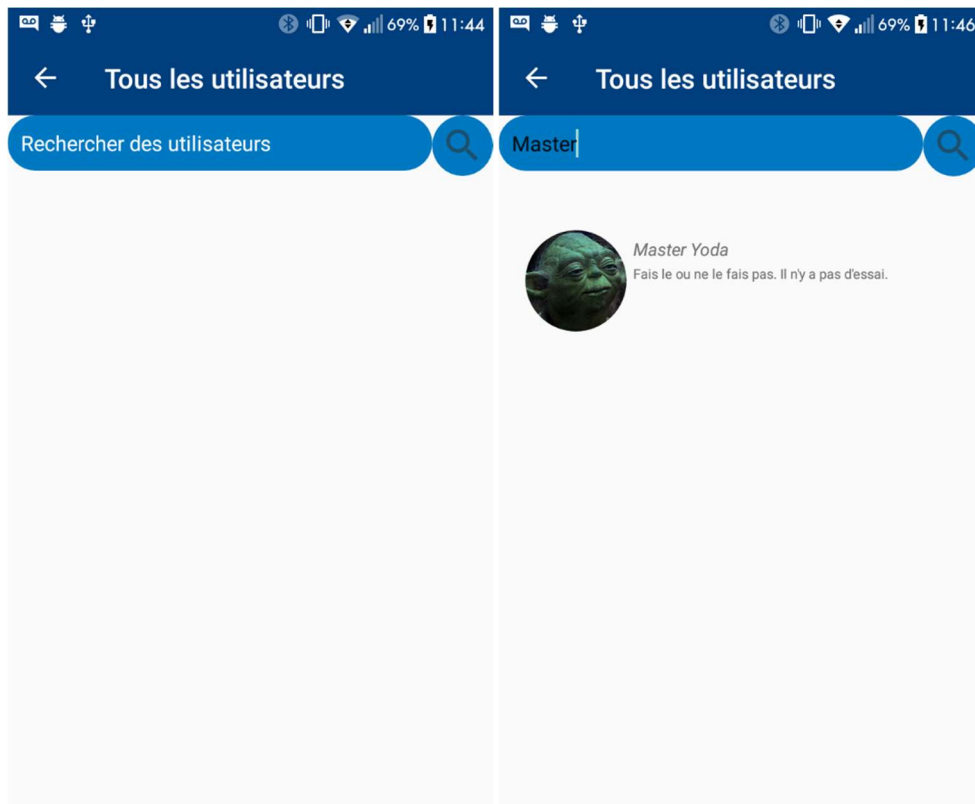 69% 11:44
Tous les utilisateurs
Rechercher des utilisateurs
69% 11:46
Tous les utilisateurs
Master
Master Yoda
Fais le ou ne le fais pas. Il n'y a pas d'essai.